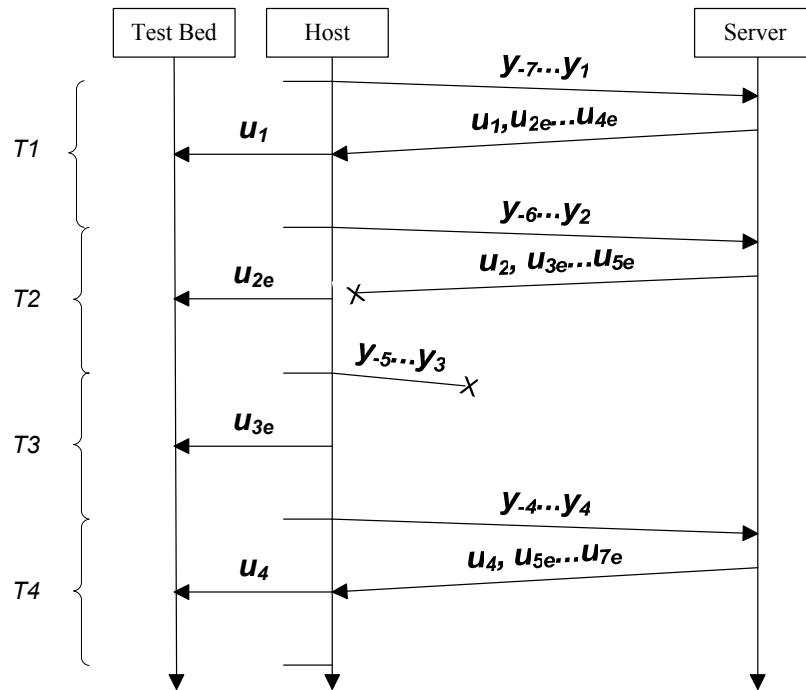 Test Bed Host Server
y-7...y1
u1,u2e...u4e
u1
T1
y-6...y2
u2, u3e...u5e
u2e
T2
y-5...y3
u3e
T3
y-4...y4
u4, u5e...u7e
u4
T4